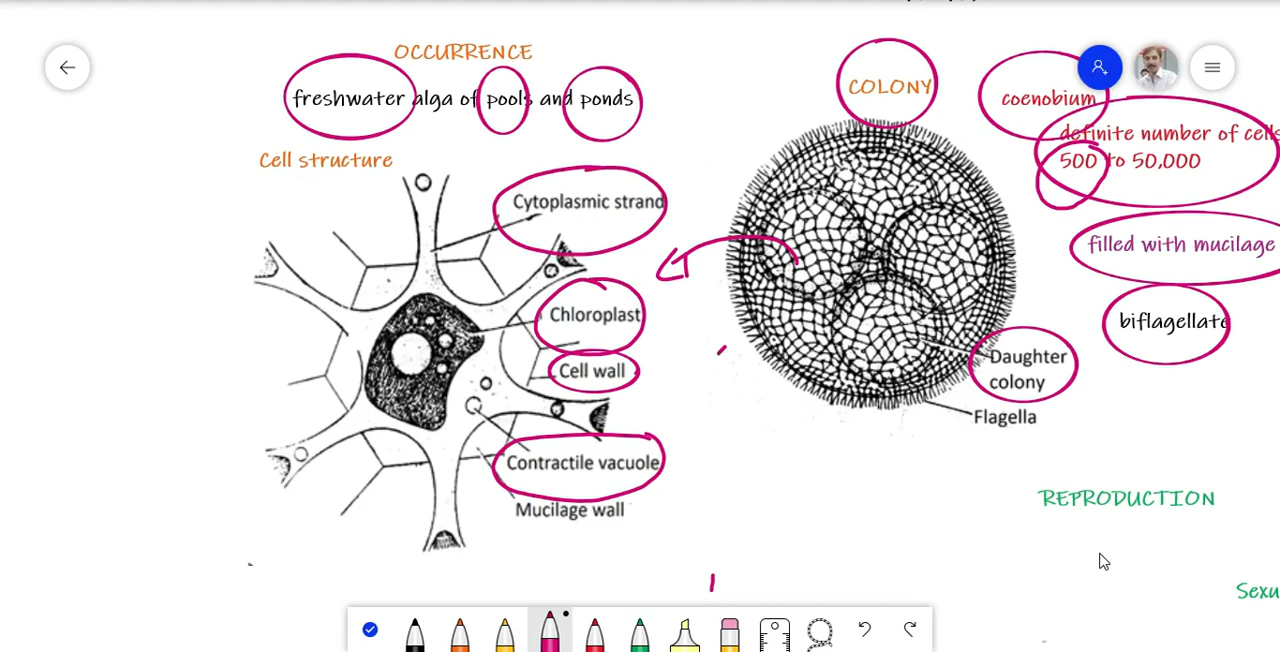 OCCURRENCE
freshwater alga of pools and ponds
Cell structure
Cytoplasmic strand
Chloroplast
Cell wall
Contractile vacuole
Mucilage wall
COLONY
coenobium
definite number of cells
500 to 50,000
filled with mucilage
biflagellate
Daughter
colony
Flagella
REPRODUCTION
Sexu